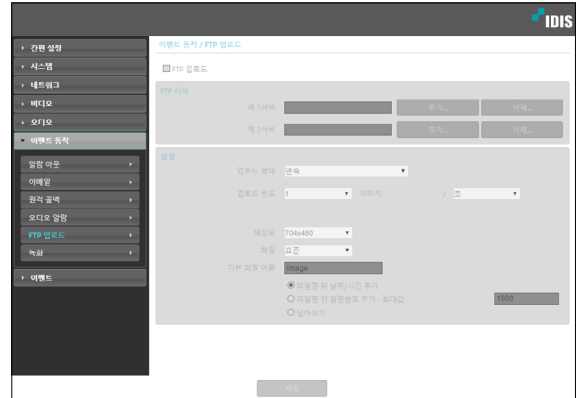 IDIS
간편 설정
시스템
네트워크
비디오
오디오
이벤트 동작
알람 아웃
이메일
원격 콜백
오디오 알람
FTP 업로드
녹화
이벤트
이벤트 동작 / FTP 업로드
FTP 업로드
FTP 서버
제 1서버 추가... 삭제...
제 2서버 추가... 삭제...
설정
업로드 상태 연속
업로드 빈도 1 이미지 / 초
해상도 704x480
화질 표준
기본 파일 이름 image
파일명 뒤 날짜/시간 추가
파일명 뒤 일련번호 추가 - 최대값 1000
덮어쓰기
저장